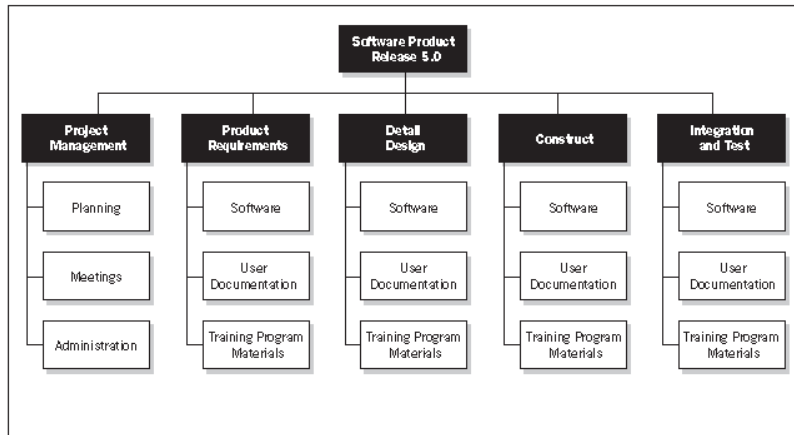 Software Product
Release 5.0
Project
Management
Product
Requirements
Detail
Design
Construct
Integration
and Test
Planning
Software
Software
Software
Software
Meetings
User
Documentation
User
Documentation
User
Documentation
User
Documentation
Administration
Training Program
Materials
Training Program
Materials
Training Program
Materials
Training Program
Materials